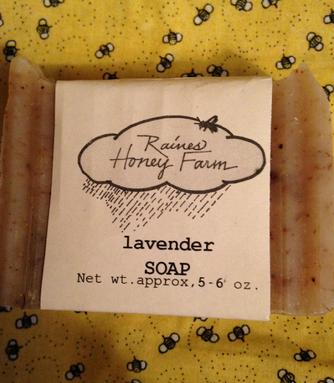 Raines
Honey Farm
lavender
SOAP
Net wt.approx,5-6 oz.